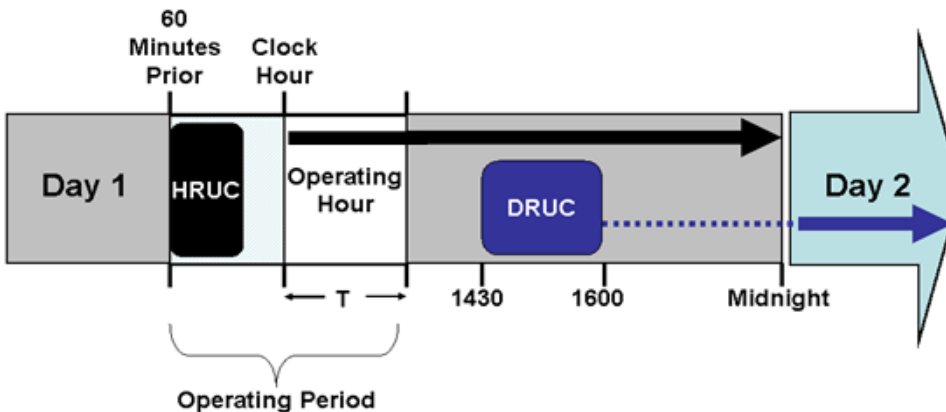 60
Minutes
Prior
Clock
Hour
Day 1
HRUC
Operating
Hour
DRUC
Day 2
T
1430
1600
Midnight
Operating Period